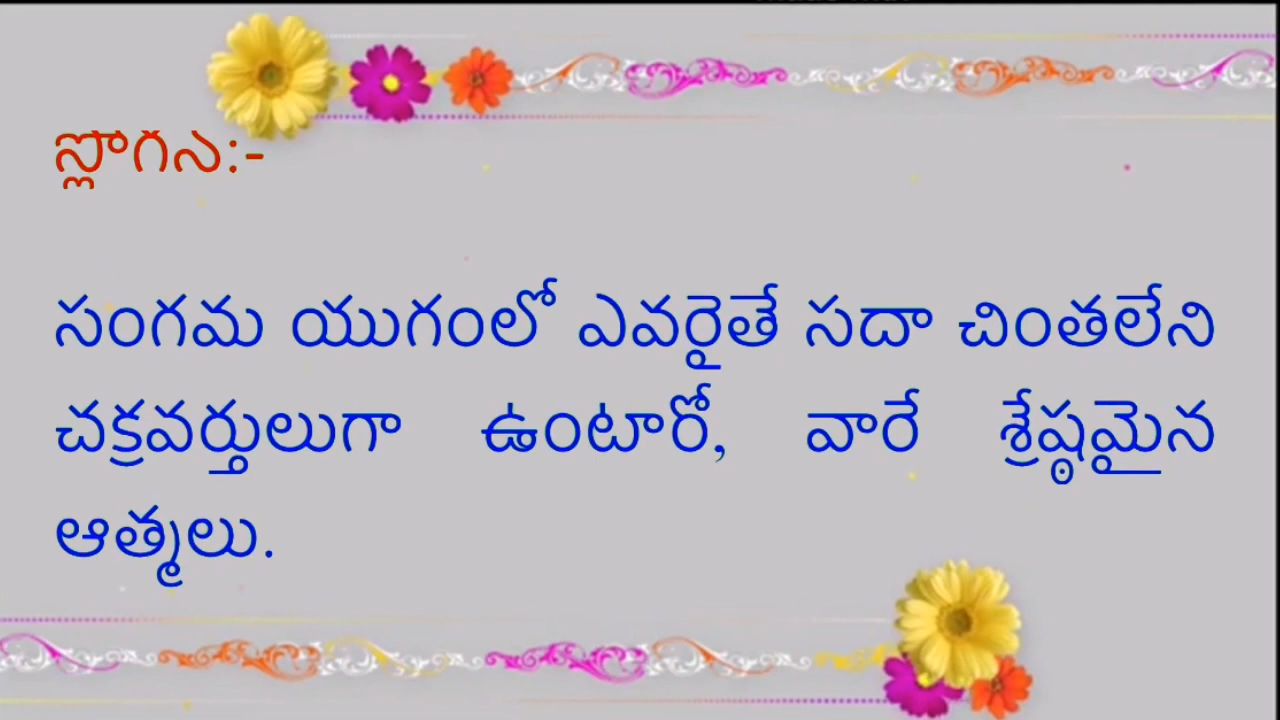 స్లొగన:-
సంగమ యుగంలో ఎవరైతే సదా చింతలేని
చక్రవర్తులుగా ఉంటారో, వారే శ్రేష్ఠమైన
ఆత్మలు.